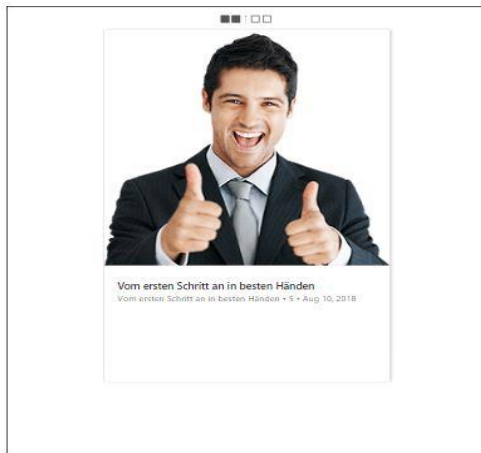 Vom ersten Schritt an in besten Händen
Vom ersten Schritt an in besten Händen • 5 • Aug 10, 2018